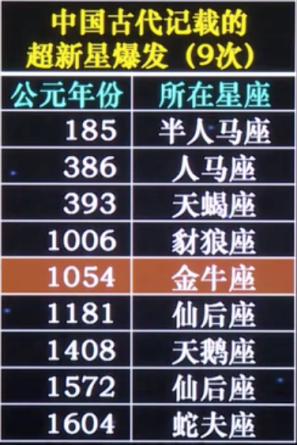 中国古代记载的
超新星爆发（9次）
公元年份 所在星座
185 半人马座
386 人马座
393 天蝎座
1006 豺狼座
1054 金牛座
1181 仙后座
1408 天鹅座
1572 仙后座
1604 蛇夫座